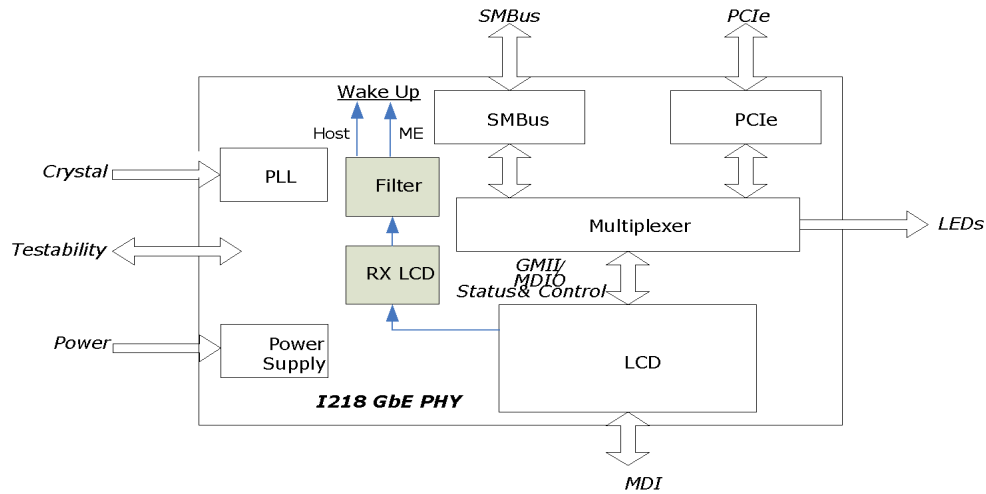 SMBus
PCIe
Wake Up
Host
ME
SMBus
PCIe
Crystal
PLL
Filter
Multiplexer
LEDs
Testability
RX LCD
GMII/
MDIO
Status& Control
Power
Power
Supply
LCD
I218 GbE PHY
MDI